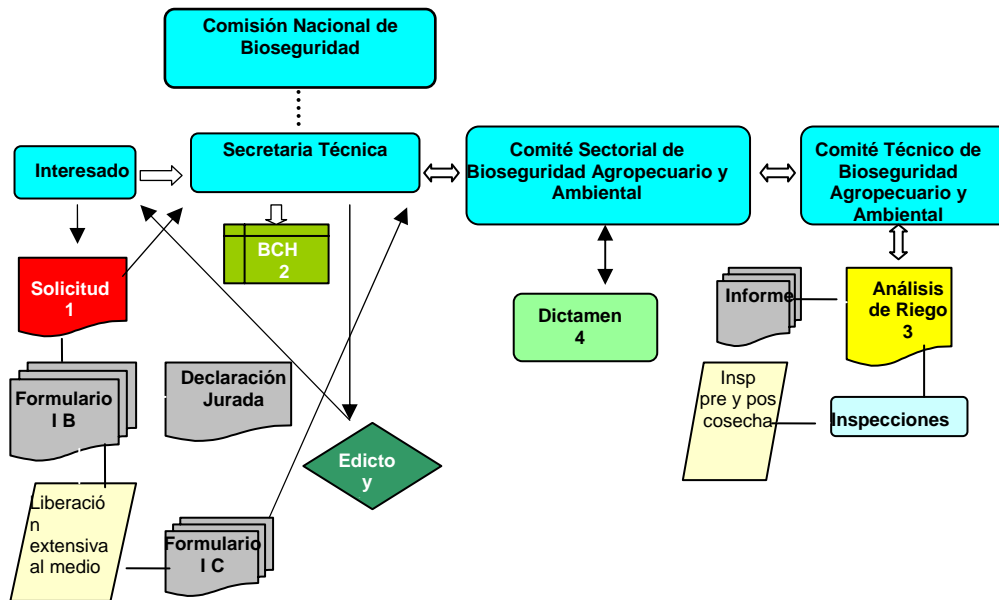 Comisión Nacional de
Bioseguridad
Interesado
Secretaria Técnica
Comité Sectorial de
Bioseguridad Agropecuario y
Ambiental
Comité Técnico de
Bioseguridad
Agropecuario y
Ambiental
Solicitud
1
BCH
2
Dictamen
4
Informe
Análisis
de Riego
3
Formulario
I B
Declaración
Jurada
Insp
pre y pos
cosecha
Inspecciones
Edicto
y
Liberació
n
extensiva
al medio
Formulario
I C